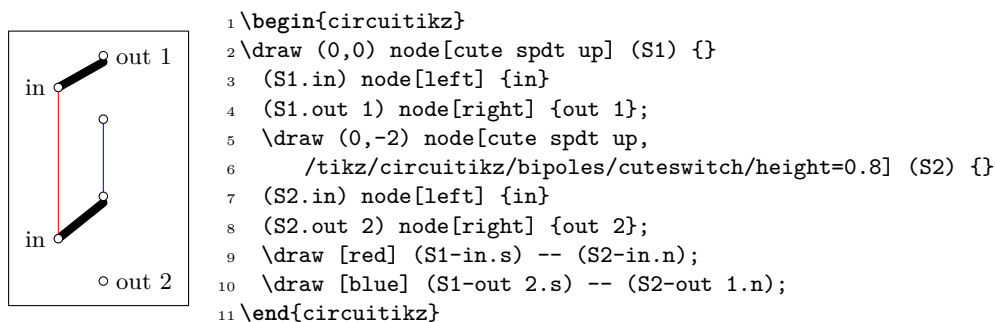 out 1
in
in
out 2
1 \begin{circuitikz}
2 \draw (0,0) node[cute spdt up] (S1) {}
3 (S1.in) node[left] {in}
4 (S1.out 1) node[right] {out 1};
5 \draw (0,-2) node[cute spdt up,
6 /tikz/circuitikz/bipoles/cuteswitch/height=0.8] (S2) {}
7 (S2.in) node[left] {in}
8 (S2.out 2) node[right] {out 2};
9 \draw [red] (S1-in.s) -- (S2-in.n);
10 \draw [blue] (S1-out 2.s) -- (S2-out 1.n);
11 \end{circuitikz}